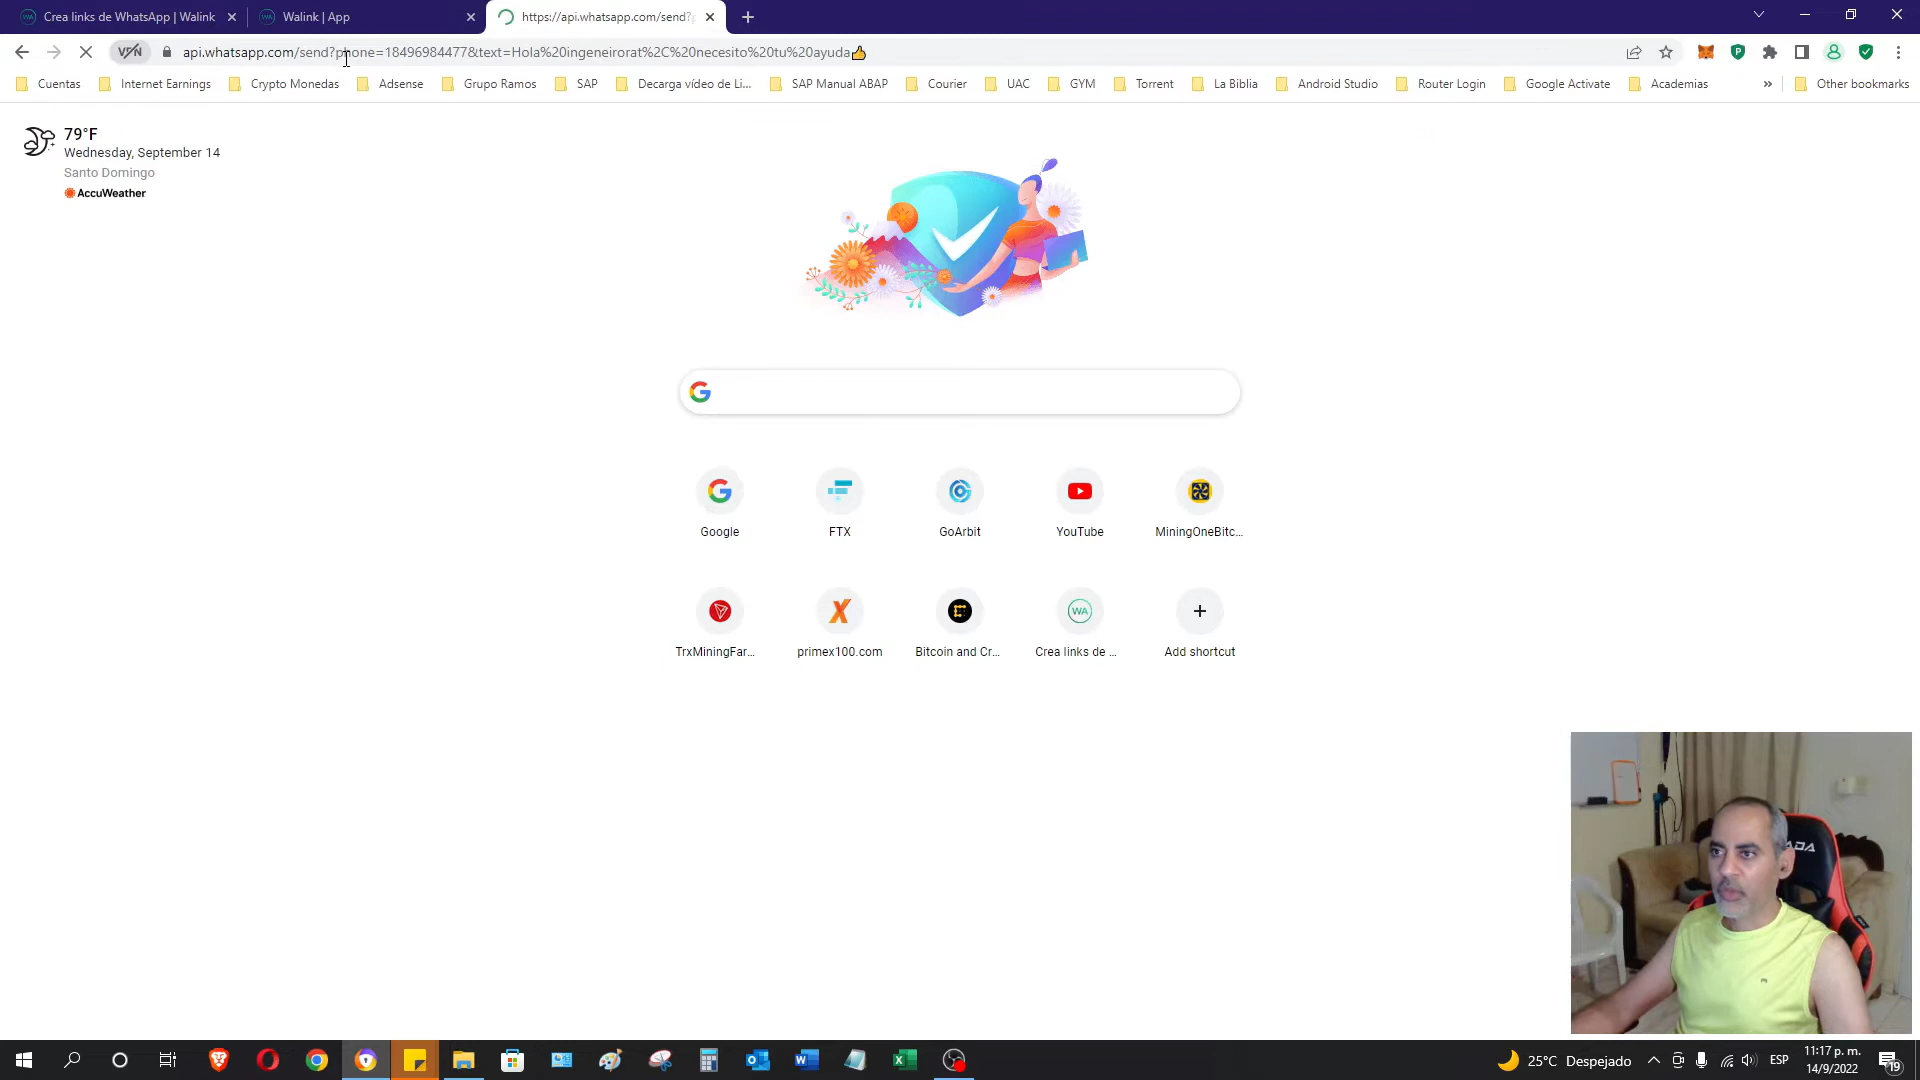 Crea links de WhatsApp | Walink
Walink | App
https://api.whatsapp.com/send?p
VPN
api.whatsapp.com/send?phone=18496984477&text=Hola%20ingeneirorat%2C%20necesito%20tu%20ayuda👍
Cuentas
Internet Earnings
Crypto Monedas
Adsense
Grupo Ramos
SAP
Decarga vídeo de Li...
SAP Manual ABAP
Courier
UAC
GYM
Torrent
La Biblia
Android Studio
Router Login
Google Activate
Academias
»
Other bookmarks
79°F
Wednesday, September 14
Santo Domingo
AccuWeather
Google
FTX
GoArbit
YouTube
MiningOneBitc...
TrxMiningFar...
primex100.com
Bitcoin and Cr...
WA
Crea links de ...
Add shortcut
25°C Despejado
ESP
11:17 p. m.
14/9/2022
19